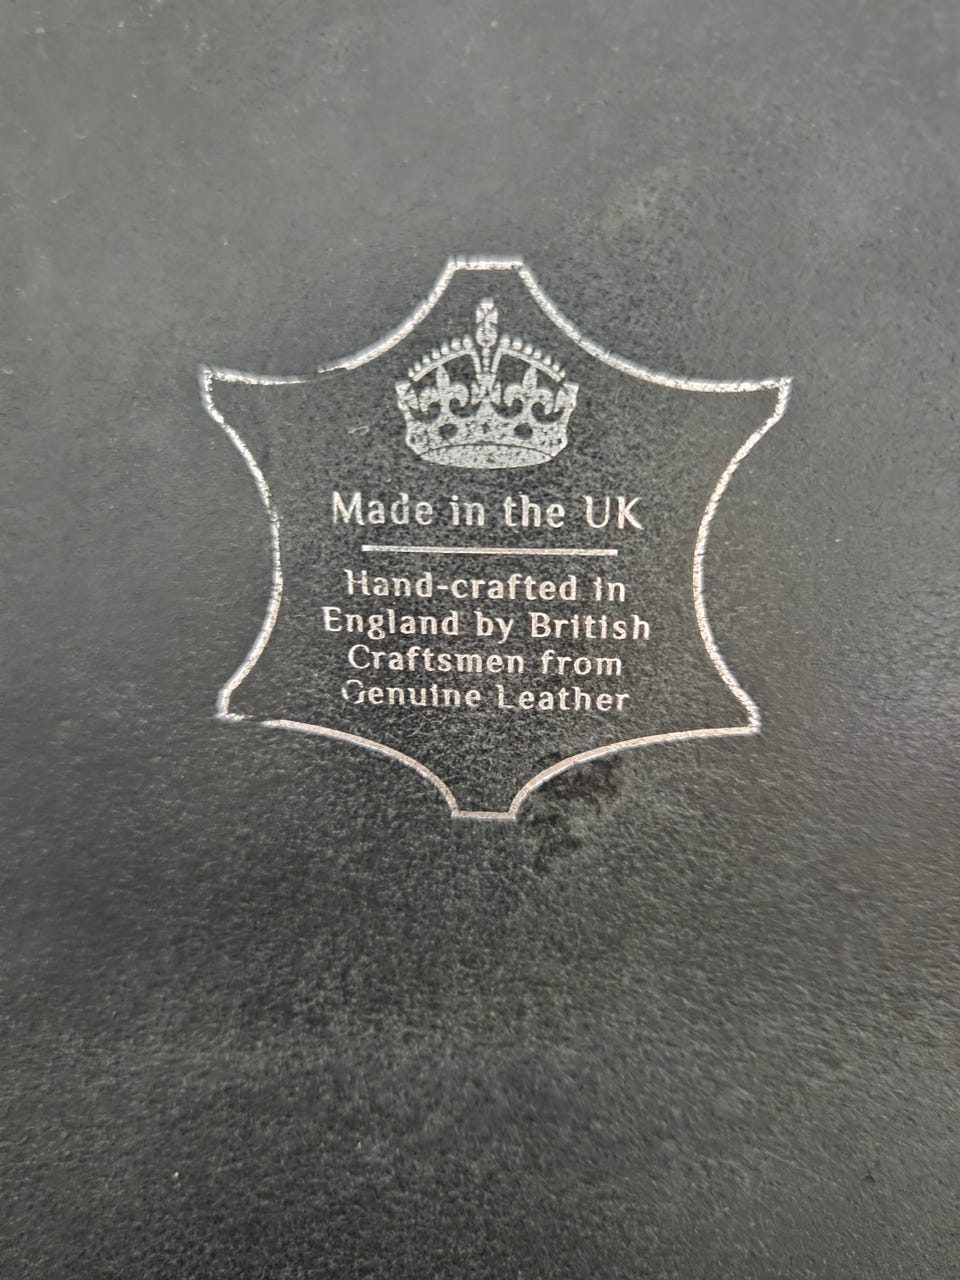 Made in the UK
Hand-crafted in
England by British
Craftsmen from
Genuine Leather